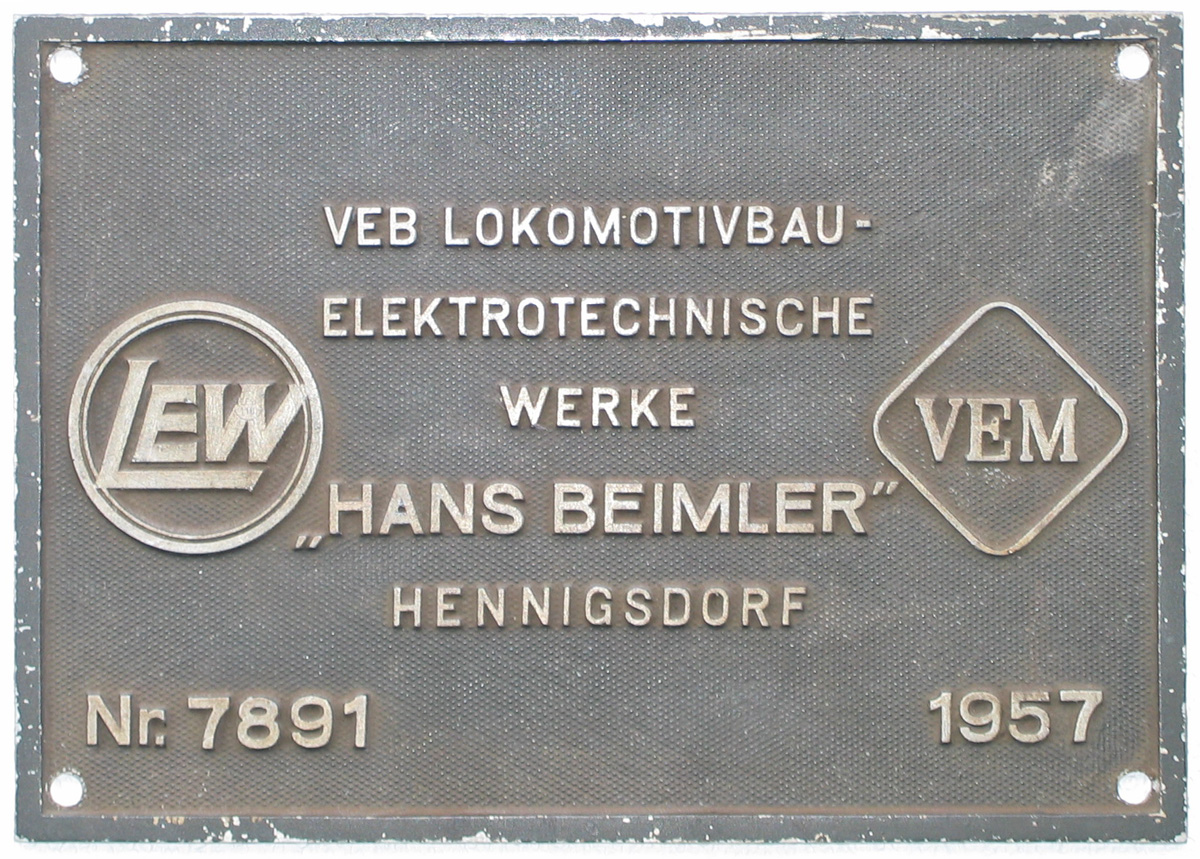 VEB LOKOMOTIVBAU-
ELEKTROTECHNISCHE
WERKE
„HANS BEIMLER”
HENNIGSDORF
LEW
VEM
Nr. 7891
1957